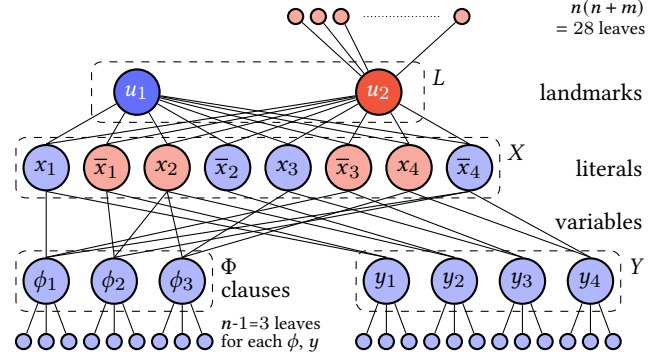 n(n + m)
= 28 leaves
u₁ u₂ L landmarks
x₁ x̅₁ x₂ x̅₂ x₃ x̅₃ x₄ x̅₄ X literals
variables
ϕ₁ ϕ₂ ϕ₃ Φ y₁ y₂ y₃ y₄ Y
clauses
n-1=3 leaves
for each ϕ, y